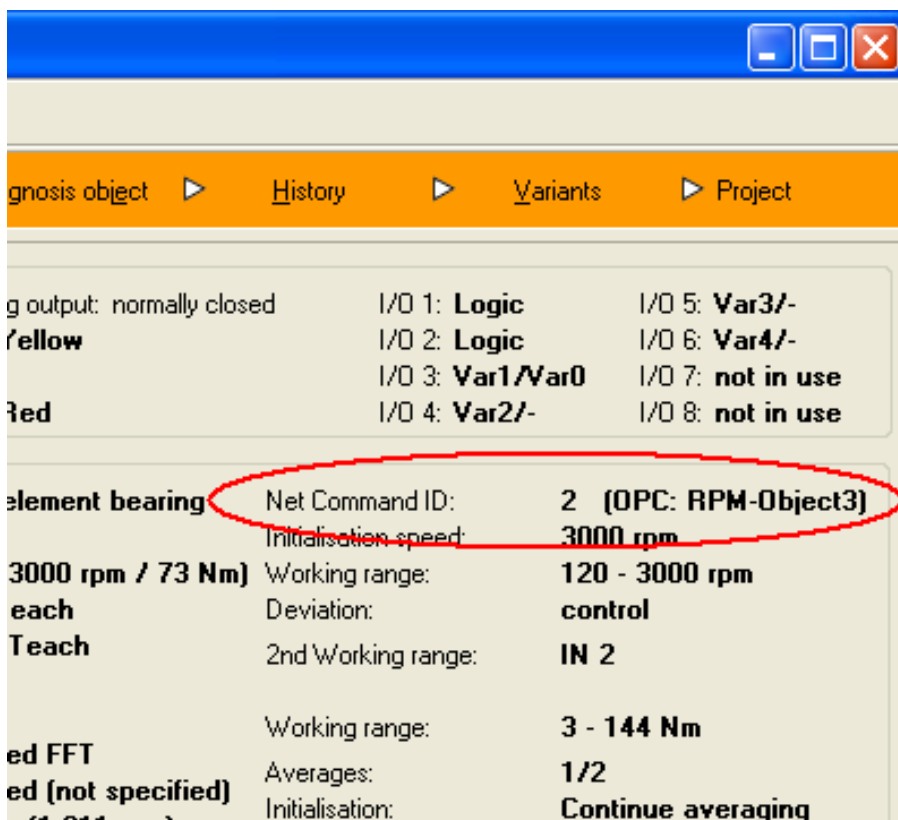 gnosis object History Variants Project
g output: normally closed I/O 1: Logic I/O 5: Var3/-
Yellow I/O 2: Logic I/O 6: Var4/-
I/O 3: Var1/Var0 I/O 7: not in use
Red I/O 4: Var2/- I/O 8: not in use
element bearing Net Command ID: 2 (OPC: RPM-Object3)
Initialisation speed: 3000 rpm
3000 rpm / 73 Nm) Working range: 120 - 3000 rpm
each Deviation: control
Teach 2nd Working range: IN 2
Working range: 3 - 144 Nm
ed FFT
Averages: 1/2
ed (not specified)
Initialisation: Continue averaging